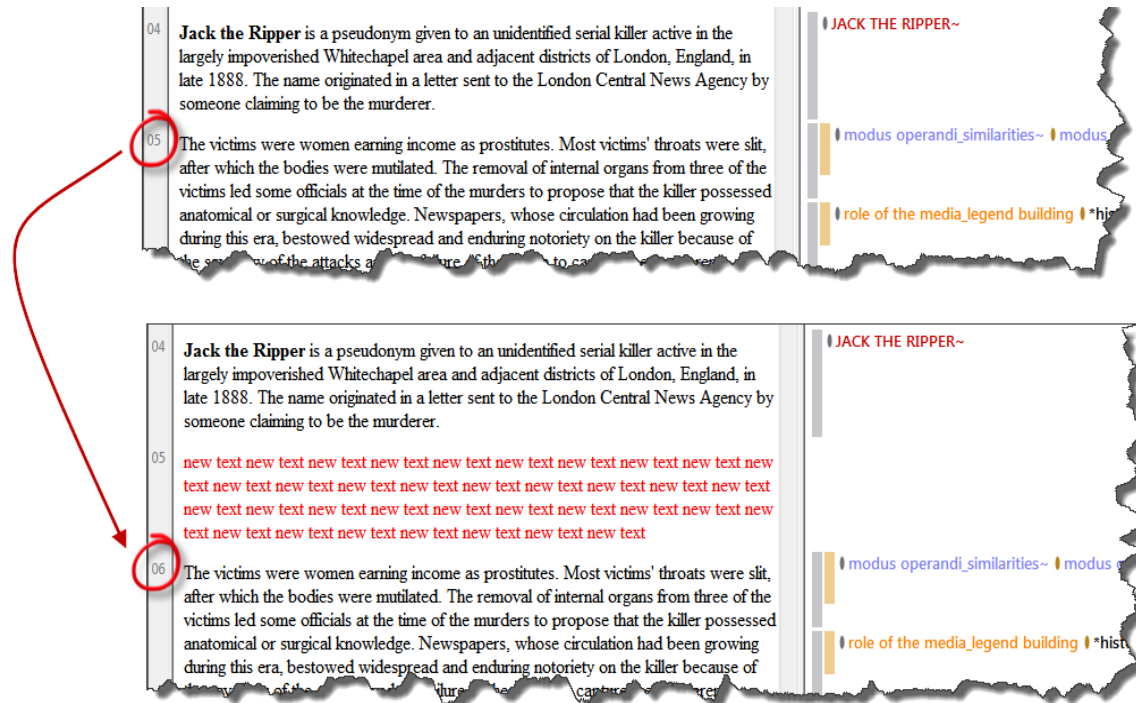 04
Jack the Ripper is a pseudonym given to an unidentified serial killer active in the
largely impoverished Whitechapel area and adjacent districts of London, England, in
late 1888. The name originated in a letter sent to the London Central News Agency by
someone claiming to be the murderer.
JACK THE RIPPER~
05
The victims were women earning income as prostitutes. Most victims' throats were slit,
after which the bodies were mutilated. The removal of internal organs from three of the
victims led some officials at the time of the murders to propose that the killer possessed
anatomical or surgical knowledge. Newspapers, whose circulation had been growing
during this era, bestowed widespread and enduring notoriety on the killer because of
of the attacks
modus operandi_similarities~ modus
role of the media_legend building *his
04
Jack the Ripper is a pseudonym given to an unidentified serial killer active in the
largely impoverished Whitechapel area and adjacent districts of London, England, in
late 1888. The name originated in a letter sent to the London Central News Agency by
someone claiming to be the murderer.
JACK THE RIPPER~
05
new text new text new text new text new text new text new text new text new text new
text new text new text new text new text new text new text new text new text new text
new text new text new text new text new text new text new text new text new text new
text new text new text new text new text new text new text new text
06
The victims were women earning income as prostitutes. Most victims' throats were slit,
after which the bodies were mutilated. The removal of internal organs from three of the
victims led some officials at the time of the murders to propose that the killer possessed
anatomical or surgical knowledge. Newspapers, whose circulation had been growing
during this era, bestowed widespread and enduring notoriety on the killer because of
modus operandi_similarities~ modus
role of the media_legend building *hist